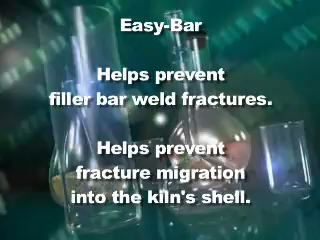 Easy-Bar
Helps prevent
filler bar weld fractures.
Helps prevent
fracture migration
into the kiln's shell.